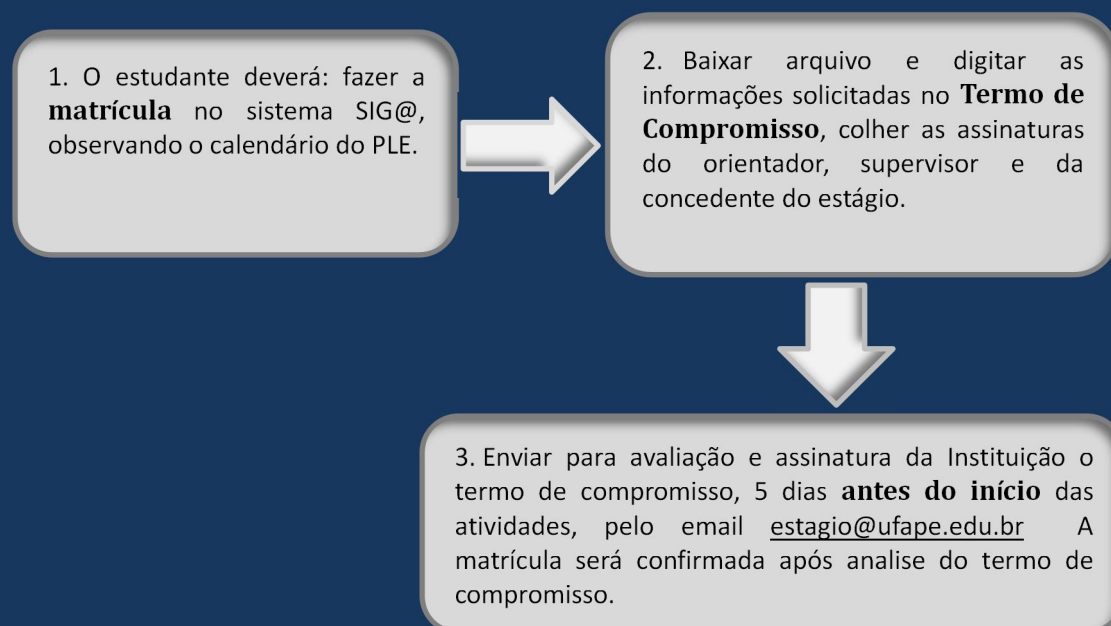 1. O estudante deverá: fazer a
matrícula no sistema SIG@,
observando o calendário do PLE.
2. Baixar arquivo e digitar as
informações solicitadas no Termo de
Compromisso, colher as assinaturas
do orientador, supervisor e da
concedente do estágio.
3. Enviar para avaliação e assinatura da Instituição o
termo de compromisso, 5 dias antes do início das
atividades, pelo email estagio@ufape.edu.br A
matrícula será confirmada após analise do termo de
compromisso.